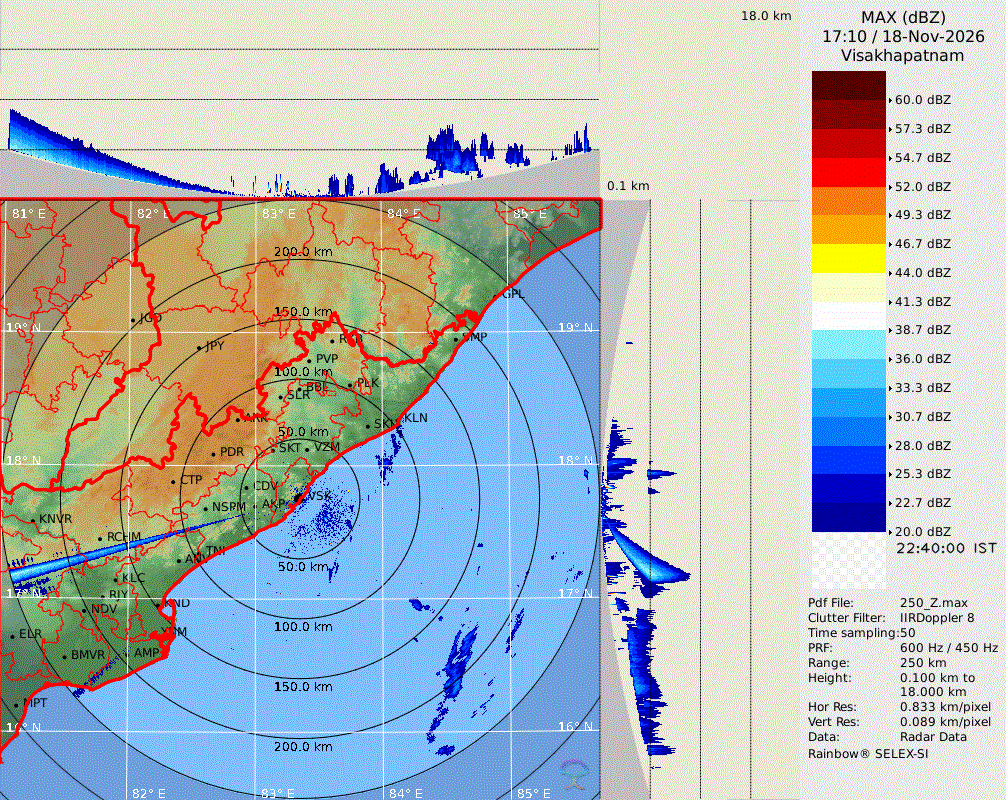 18.0 km
MAX (dBZ)
17:10 / 18-Nov-2026
Visakhapatnam
60.0 dBZ
57.3 dBZ
54.7 dBZ
52.0 dBZ
49.3 dBZ
46.7 dBZ
44.0 dBZ
41.3 dBZ
38.7 dBZ
36.0 dBZ
33.3 dBZ
30.7 dBZ
28.0 dBZ
25.3 dBZ
22.7 dBZ
20.0 dBZ
22:40:00 IST
Pdf File: 250_Z.max
Clutter Filter: IIRDoppler 8
Time sampling:50
PRF: 600 Hz / 450 Hz
Range: 250 km
Height: 0.100 km to
18.000 km
Hor Res: 0.833 km/pixel
Vert Res: 0.089 km/pixel
Data: Radar Data
Rainbow® SELEX-SI
0.1 km
81° E 82° E 83° E 84° E 85° E
200.0 km
GPL
150.0 km
JGD
19° N 19° N
SMP
JPY
PVP
100.0 km
PLK
BBL
SLR
KLN
50.0 km
SKT VZM
PDR
18° N 18° N
CTP
CDV
VSK
NSPM AKP
KNVR
RCHM
TNI
50.0 km
KLC
17° N 17° N
RJY
KND
NDV
100.0 km
ELR
BMVR AMP
150.0 km
MPT
16° N 16° N
200.0 km
82° E 83° E 84° E 85° E